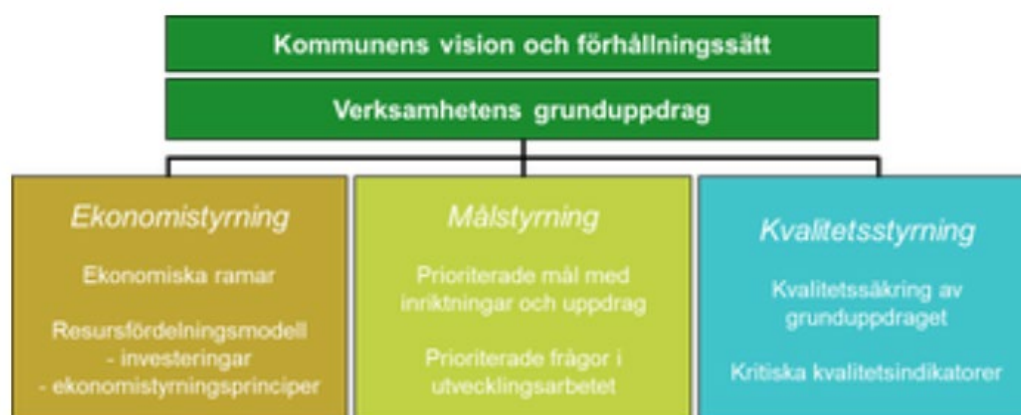 Kommunens vision och förhållningssätt
Verksamhetens grunduppdrag
Ekonomistyrning
Ekonomiska ramar
Resursfördelningsmodell
- investeringar
- ekonomistyrningsprinciper
Målstyrning
Prioriterade mål med
inriktningar och uppdrag
Prioriterade frågor i
utvecklingsarbetet
Kvalitetsstyrning
Kvalitetssäkring av
grunduppdraget
Kritiska kvalitetsindikatorer